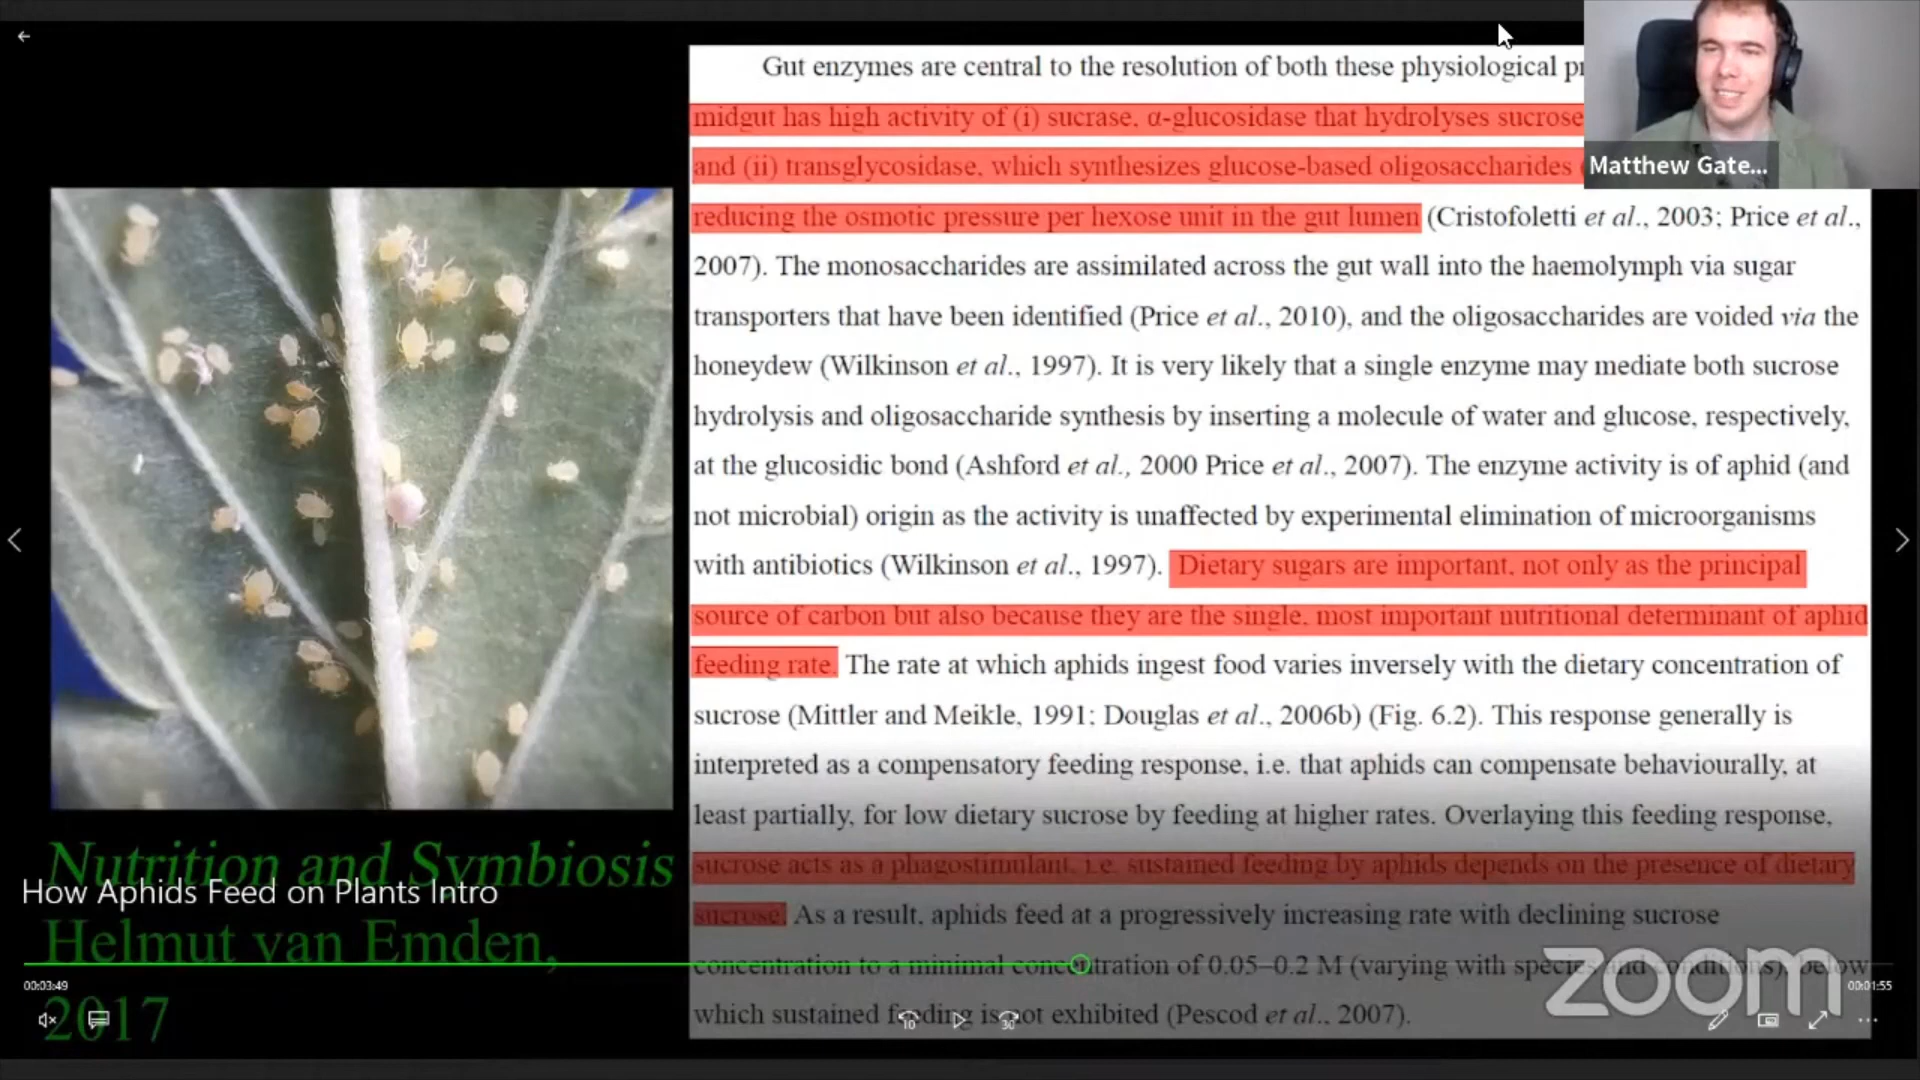 Gut enzymes are central to the resolution of both these physiological
midgut has high activity of (i) sucrase, α-glucosidase that hydrolyses sucrose
and (ii) transglycosidase, which synthesizes glucose-based oligosaccharides
reducing the osmotic pressure per hexose unit in the gut lumen (Cristofoletti et al., 2003; Price et al.,
2007). The monosaccharides are assimilated across the gut wall into the haemolymph via sugar
transporters that have been identified (Price et al., 2010), and the oligosaccharides are voided via the
honeydew (Wilkinson et al., 1997). It is very likely that a single enzyme may mediate both sucrose
hydrolysis and oligosaccharide synthesis by inserting a molecule of water and glucose, respectively,
at the glucosidic bond (Ashford et al., 2000 Price et al., 2007). The enzyme activity is of aphid (and
not microbial) origin as the activity is unaffected by experimental elimination of microorganisms
with antibiotics (Wilkinson et al., 1997). Dietary sugars are important, not only as the principal
source of carbon but also because they are the single, most important nutritional determinant of aphid
feeding rate. The rate at which aphids ingest food varies inversely with the dietary concentration of
sucrose (Mittler and Meikle, 1991; Douglas et al., 2006b) (Fig. 6.2). This response generally is
interpreted as a compensatory feeding response, i.e. that aphids can compensate behaviourally, at
least partially, for low dietary sucrose by feeding at higher rates. Overlaying this feeding response,
sucrose acts as a phagostimulant, i.e. sustained feeding by aphids depends on the presence of dietary
sucrose. As a result, aphids feed at a progressively increasing rate with declining sucrose
concentration to a minimal concentration of 0.05–0.2 M (varying with species and conditions), below
which sustained feeding is not exhibited (Pescod et al., 2007).
Matthew Gate...
Nutrition and Symbiosis
How Aphids Feed on Plants Intro
Helmut van Emden,
2017
00:03:49
10
30
00:01:55
zoom